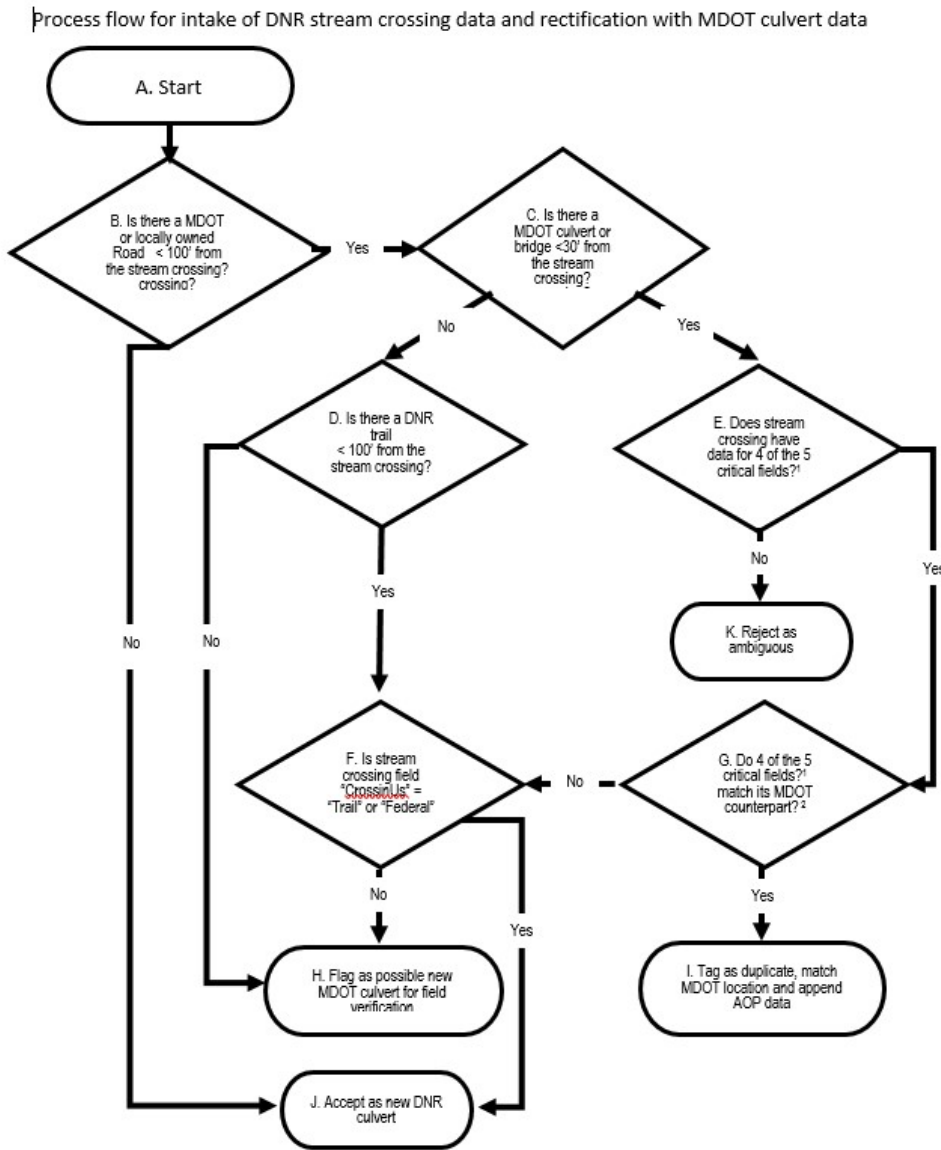 Process flow for intake of DNR stream crossing data and rectification with MDOT culvert data
A. Start
B. Is there a MDOT
or locally owned
Road < 100' from
the stream crossing?
crossing?
Yes
C. Is there a
MDOT culvert or
bridge <30' from
the stream
crossing?
No
Yes
D. Is there a DNR
trail
< 100' from the
stream crossing?
E. Does stream
crossing have
data for 4 of the 5
critical fields?¹
No
Yes
Yes
K. Reject as
ambiguous
No
No
F. Is stream
crossing field
"CrossinUs" =
"Trail" or "Federal"
No
G. Do 4 of the 5
critical fields?¹
match its MDOT
counterpart? ²
No
Yes
Yes
H. Flag as possible new
MDOT culvert for field
verification
I. Tag as duplicate, match
MDOT location and append
AOP data
J. Accept as new DNR
culvert